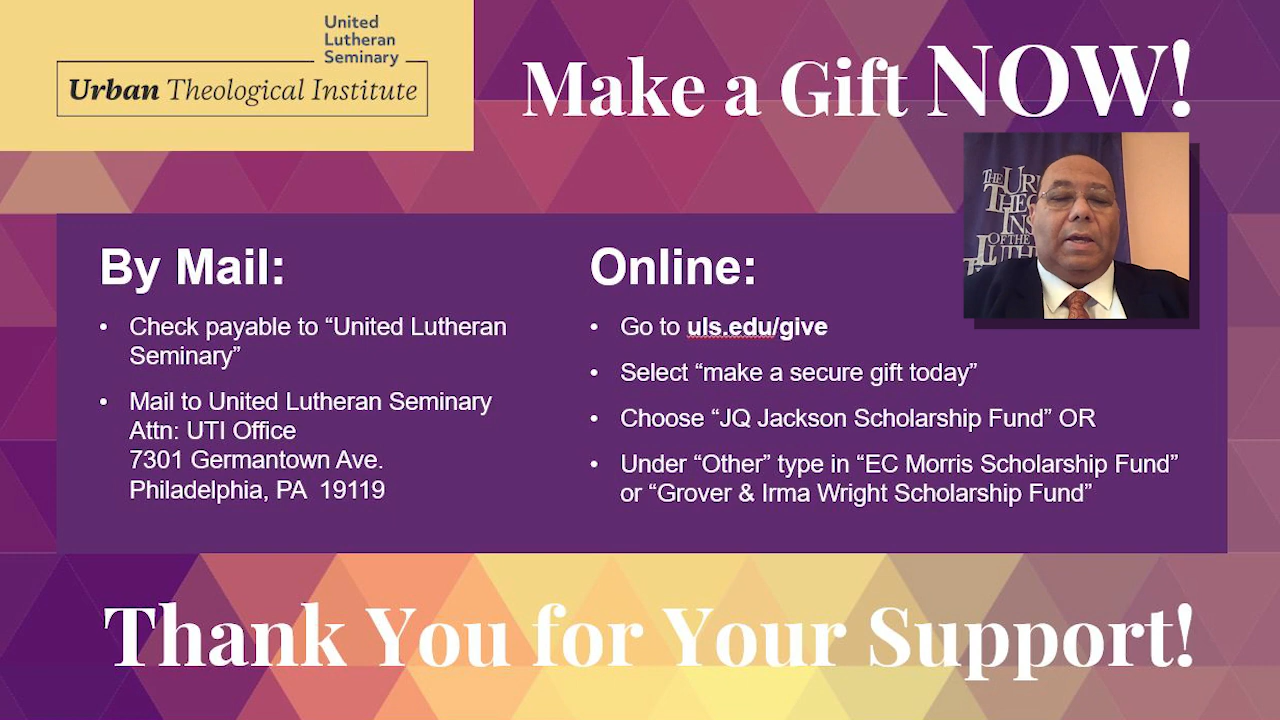 United
Lutheran
Seminary
Urban Theological Institute
Make a Gift NOW!
By Mail:
• Check payable to “United Lutheran
Seminary”
• Mail to United Lutheran Seminary
Attn: UTI Office
7301 Germantown Ave.
Philadelphia, PA 19119
Online:
• Go to uls.edu/give
• Select “make a secure gift today”
• Choose “JQ Jackson Scholarship Fund” OR
• Under “Other” type in “EC Morris Scholarship Fund”
or “Grover & Irma Wright Scholarship Fund”
THE
OF THE
Thank You for Your Support!